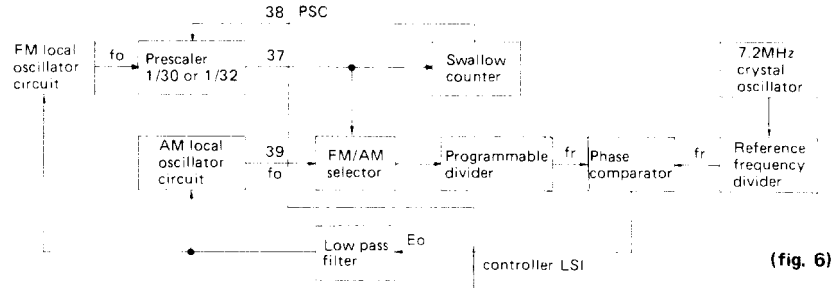 38 PSC
FM local
oscillator
circuit
fo
Prescaler
1/30 or 1/32
37
Swallow
counter
7.2MHz
crystal
oscillator
AM local
oscillator
circuit
39
fo
FM/AM
selector
Programmable
divider
fr
Phase
comparator
fr
Reference
frequency
divider
Low pass
filter
Eo
controller LSI
(fig. 6)